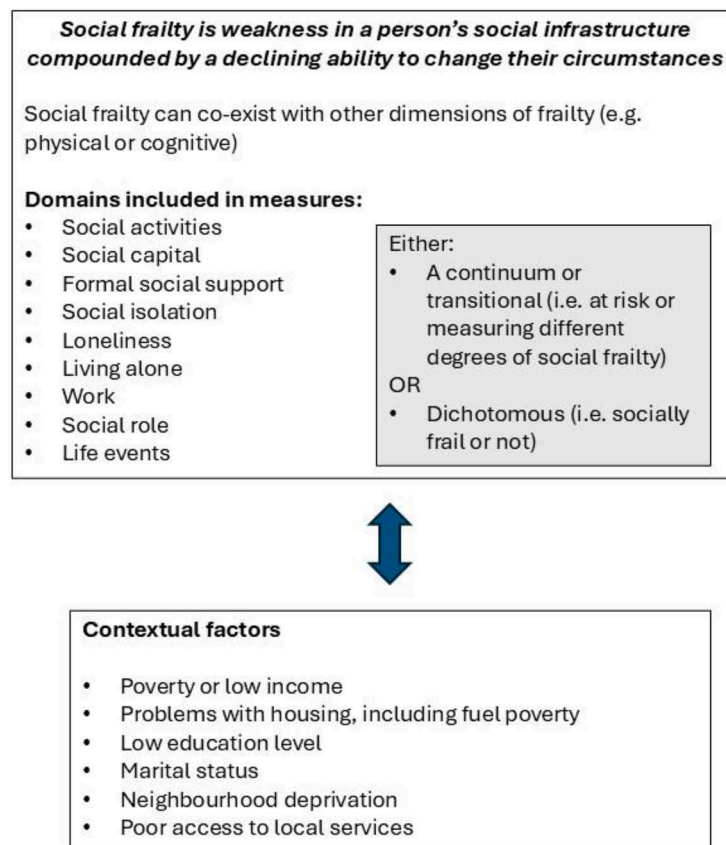 Social frailty is weakness in a person’s social infrastructure
compounded by a declining ability to change their circumstances
Social frailty can co-exist with other dimensions of frailty (e.g.
physical or cognitive)
Domains included in measures:
• Social activities
• Social capital
• Formal social support
• Social isolation
• Loneliness
• Living alone
• Work
• Social role
• Life events
Either:
• A continuum or
transitional (i.e. at risk or
measuring different
degrees of social frailty)
OR
• Dichotomous (i.e. socially
frail or not)
Contextual factors
• Poverty or low income
• Problems with housing, including fuel poverty
• Low education level
• Marital status
• Neighbourhood deprivation
• Poor access to local services